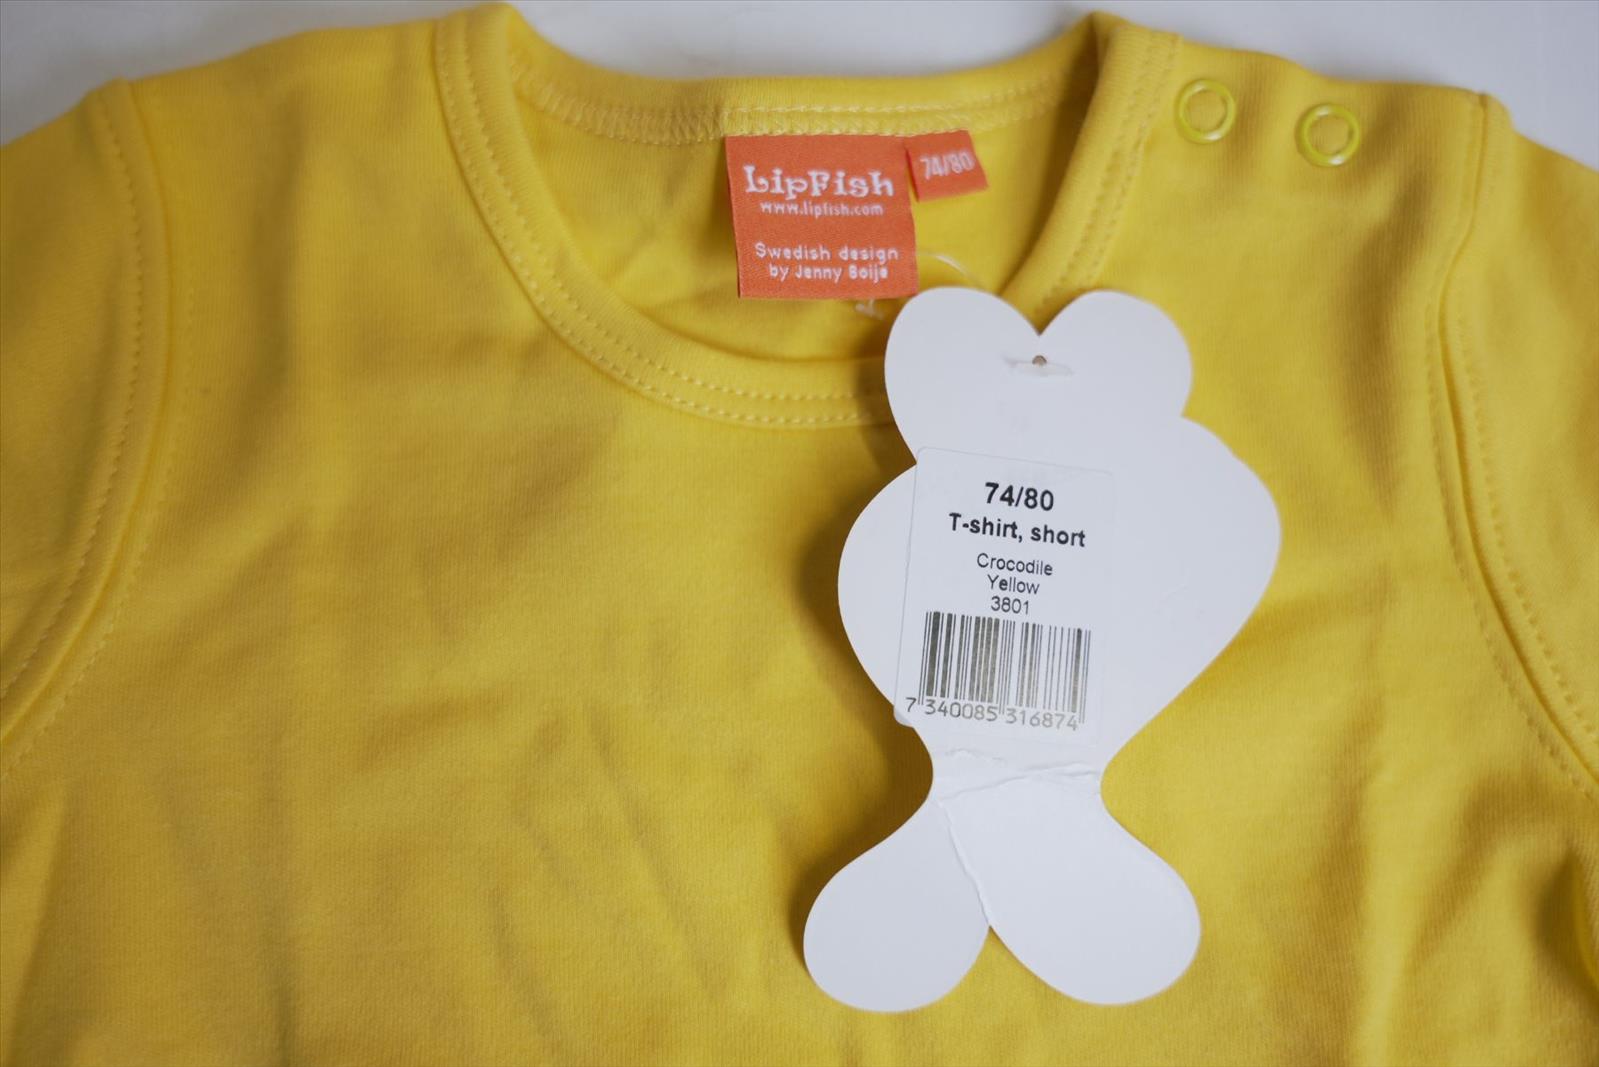 LipFish
www.lipfish.com
Swedish design
by Jenny Boije
74/80
74/80
T-shirt, short
Crocodile
Yellow
3801
7 340085 316874